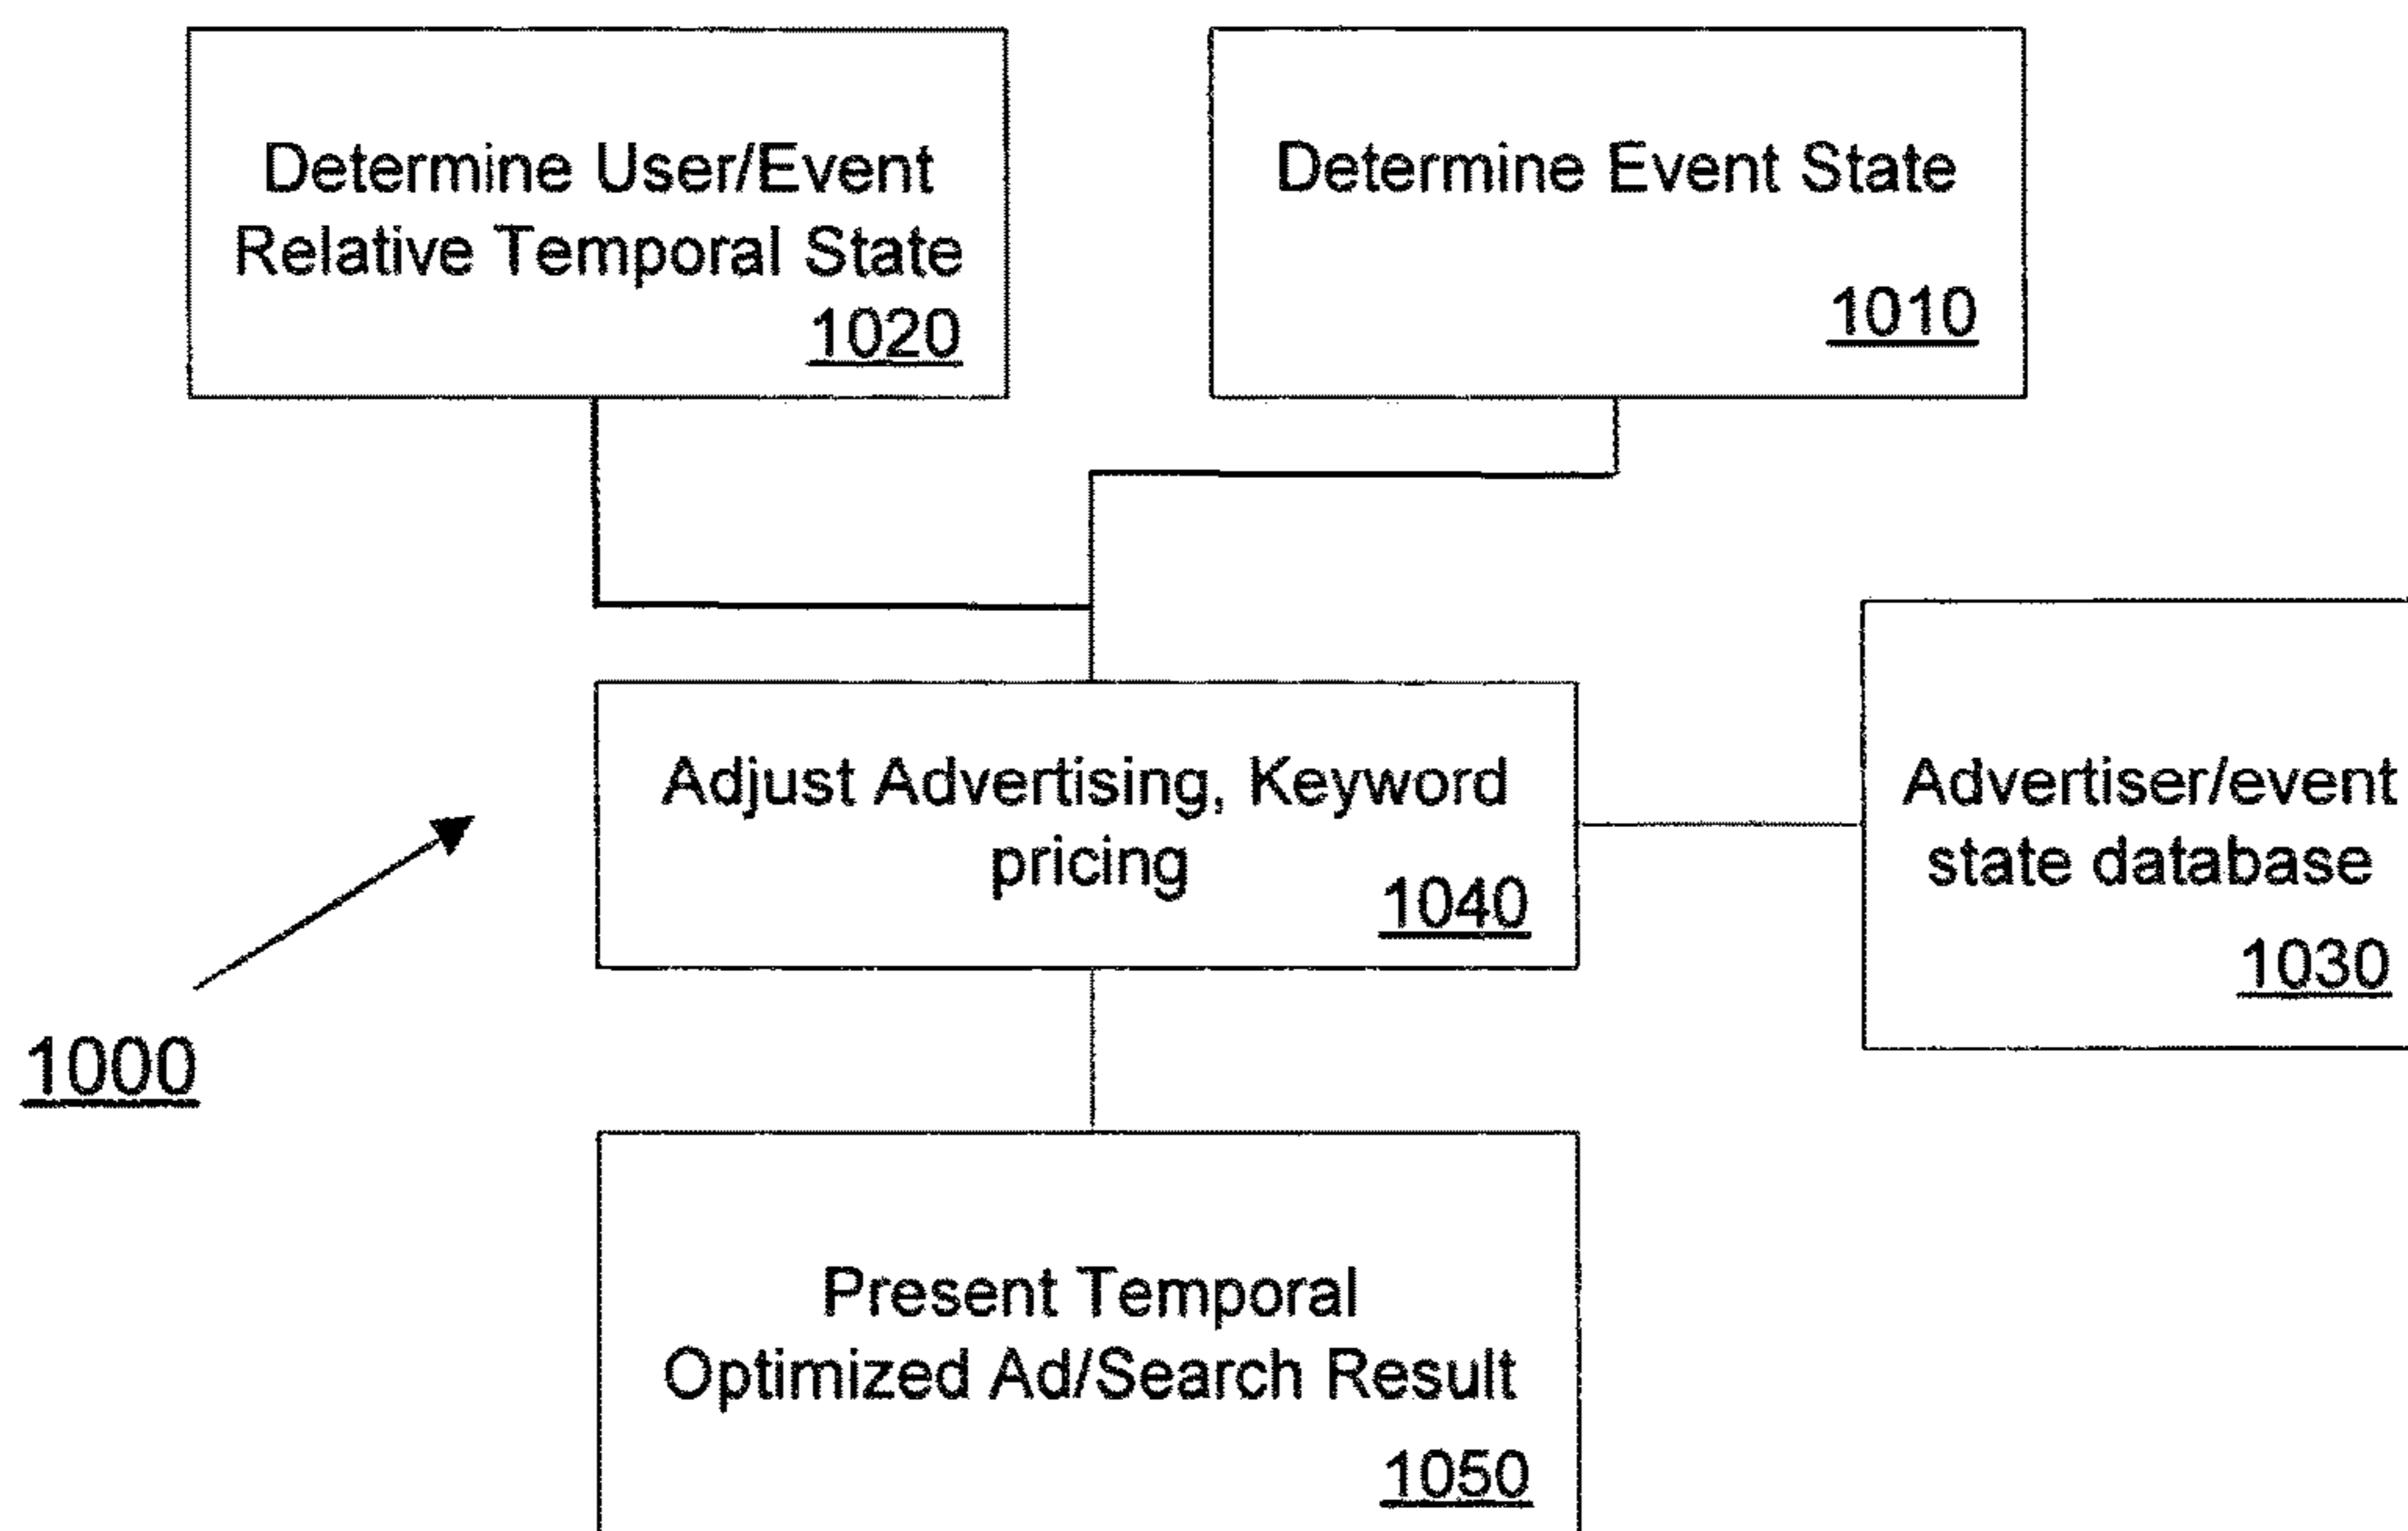 Determine User/Event
Relative Temporal State
1020
Determine Event State
1010
Adjust Advertising, Keyword
pricing
1040
Advertiser/event
state database
1030
1000
Present Temporal
Optimized Ad/Search Result
1050